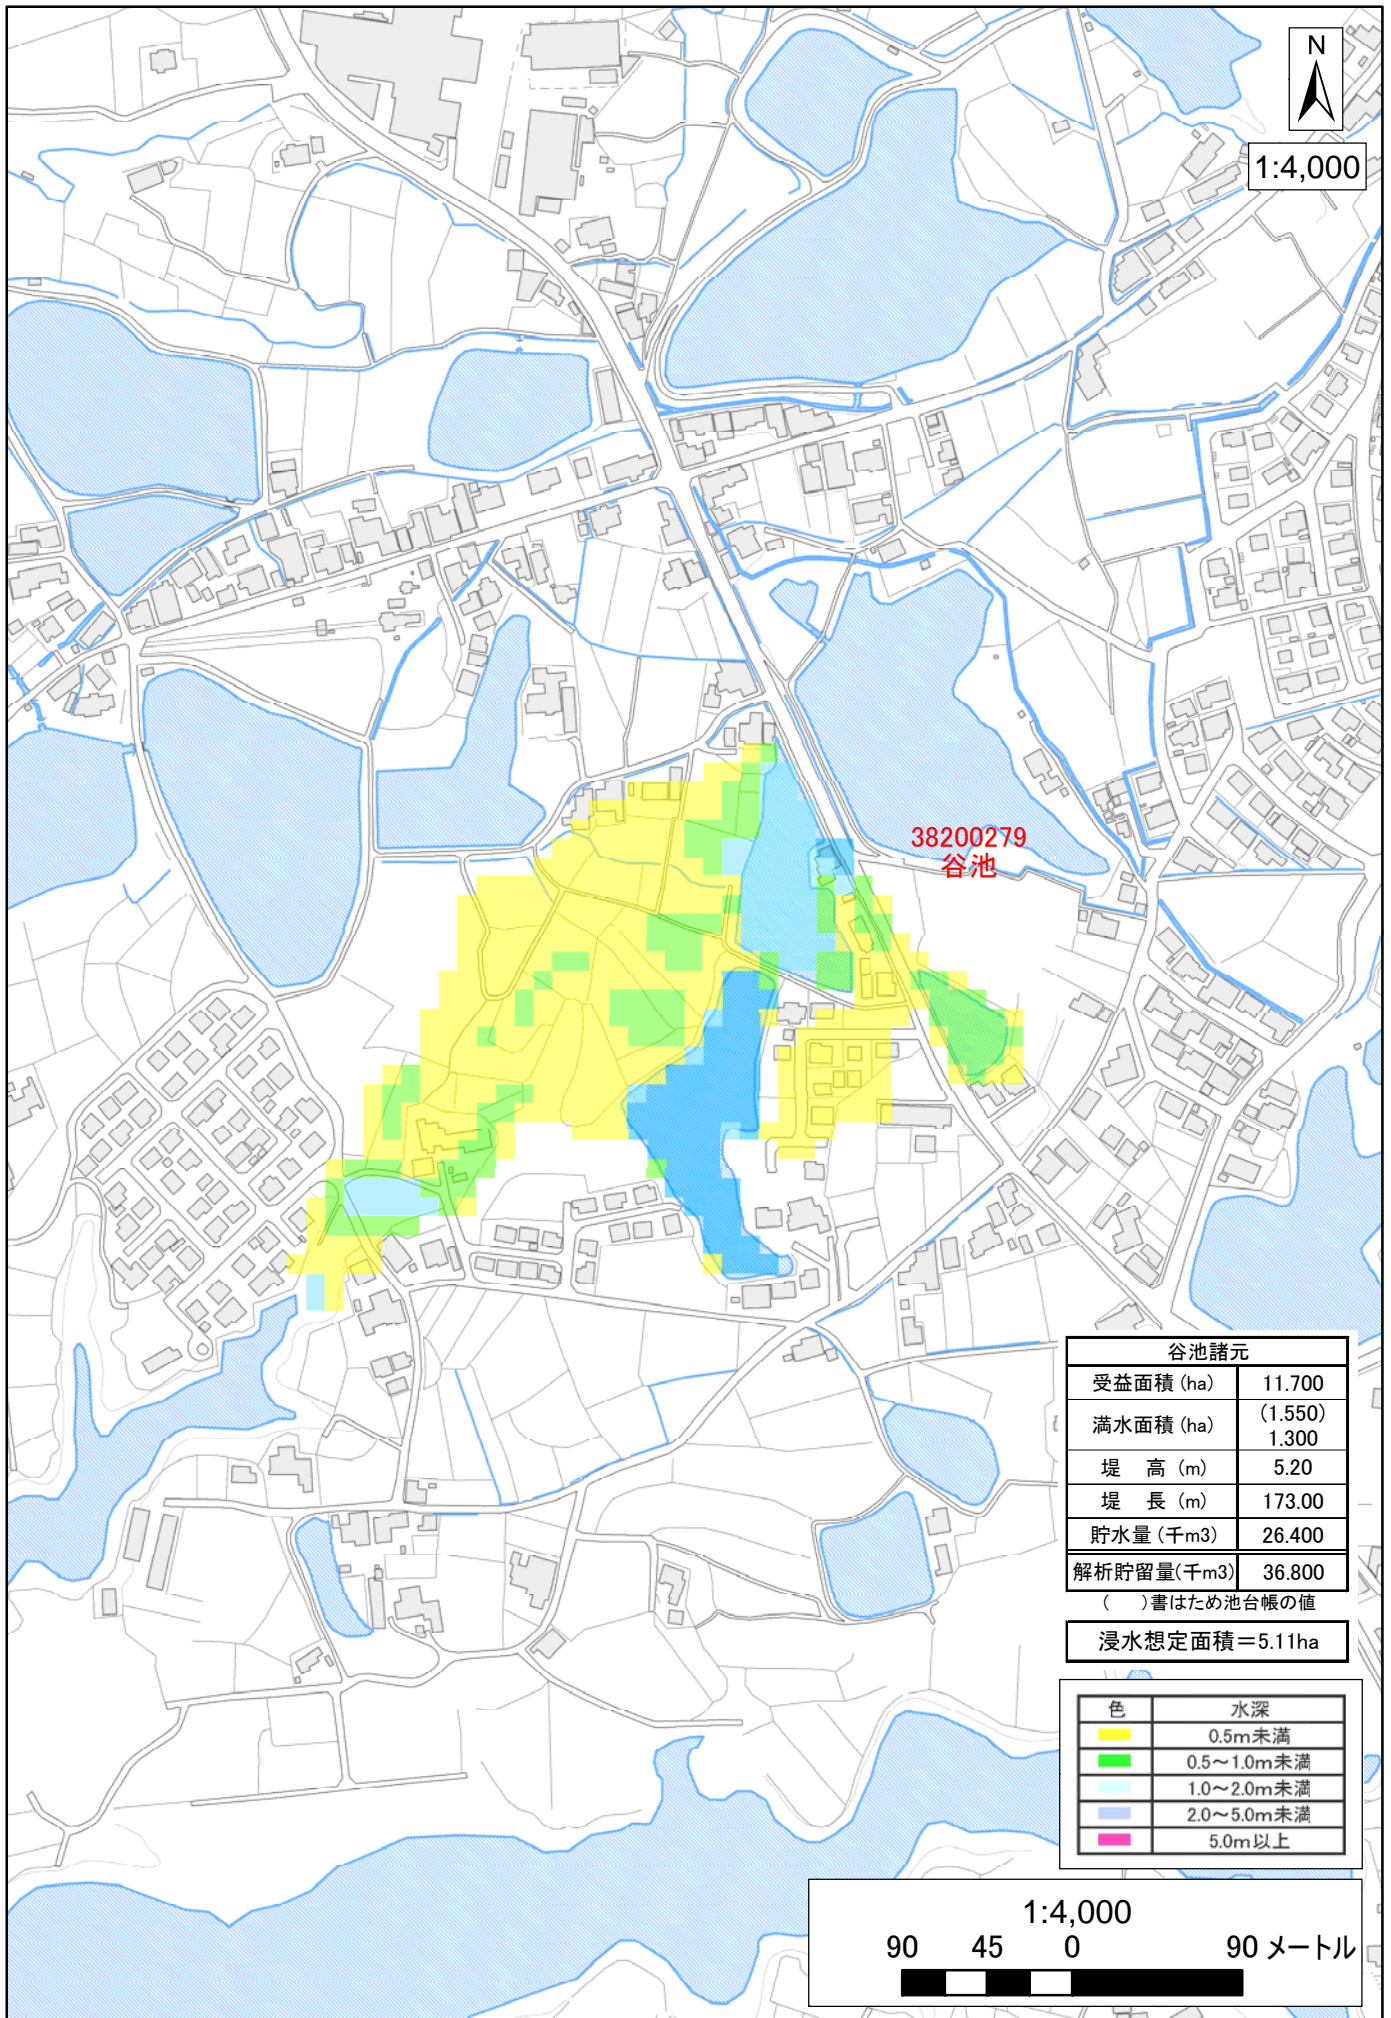 N
1:4,000
38200279
谷池
谷池諸元
受益面積(ha) 11.700
満水面積(ha) (1.550)
1.300
堤 高(m) 5.20
堤 長(m) 173.00
貯水量(千m3) 26.400
解析貯留量(千m3) 36.800
( )書はため池台帳の値
浸水想定面積=5.11ha
色 水深
0.5m未満
0.5~1.0m未満
1.0~2.0m未満
2.0~5.0m未満
5.0m以上
1:4,000
90 45 0 90 メートル